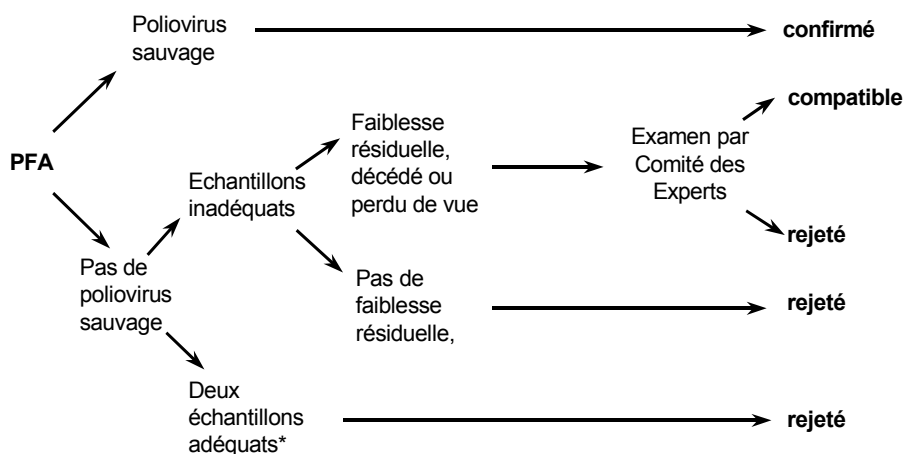 Poliovirus
sauvage
confirmé
compatible
PFA
Echantillons
inadéquats
Faiblesse
résiduelle,
décédé ou
perdu de vue
Examen par
Comité des
Experts
rejeté
Pas de
poliovirus
sauvage
Pas de
faiblesse
résiduelle,
rejeté
Deux
échantillons
adéquats*
rejeté